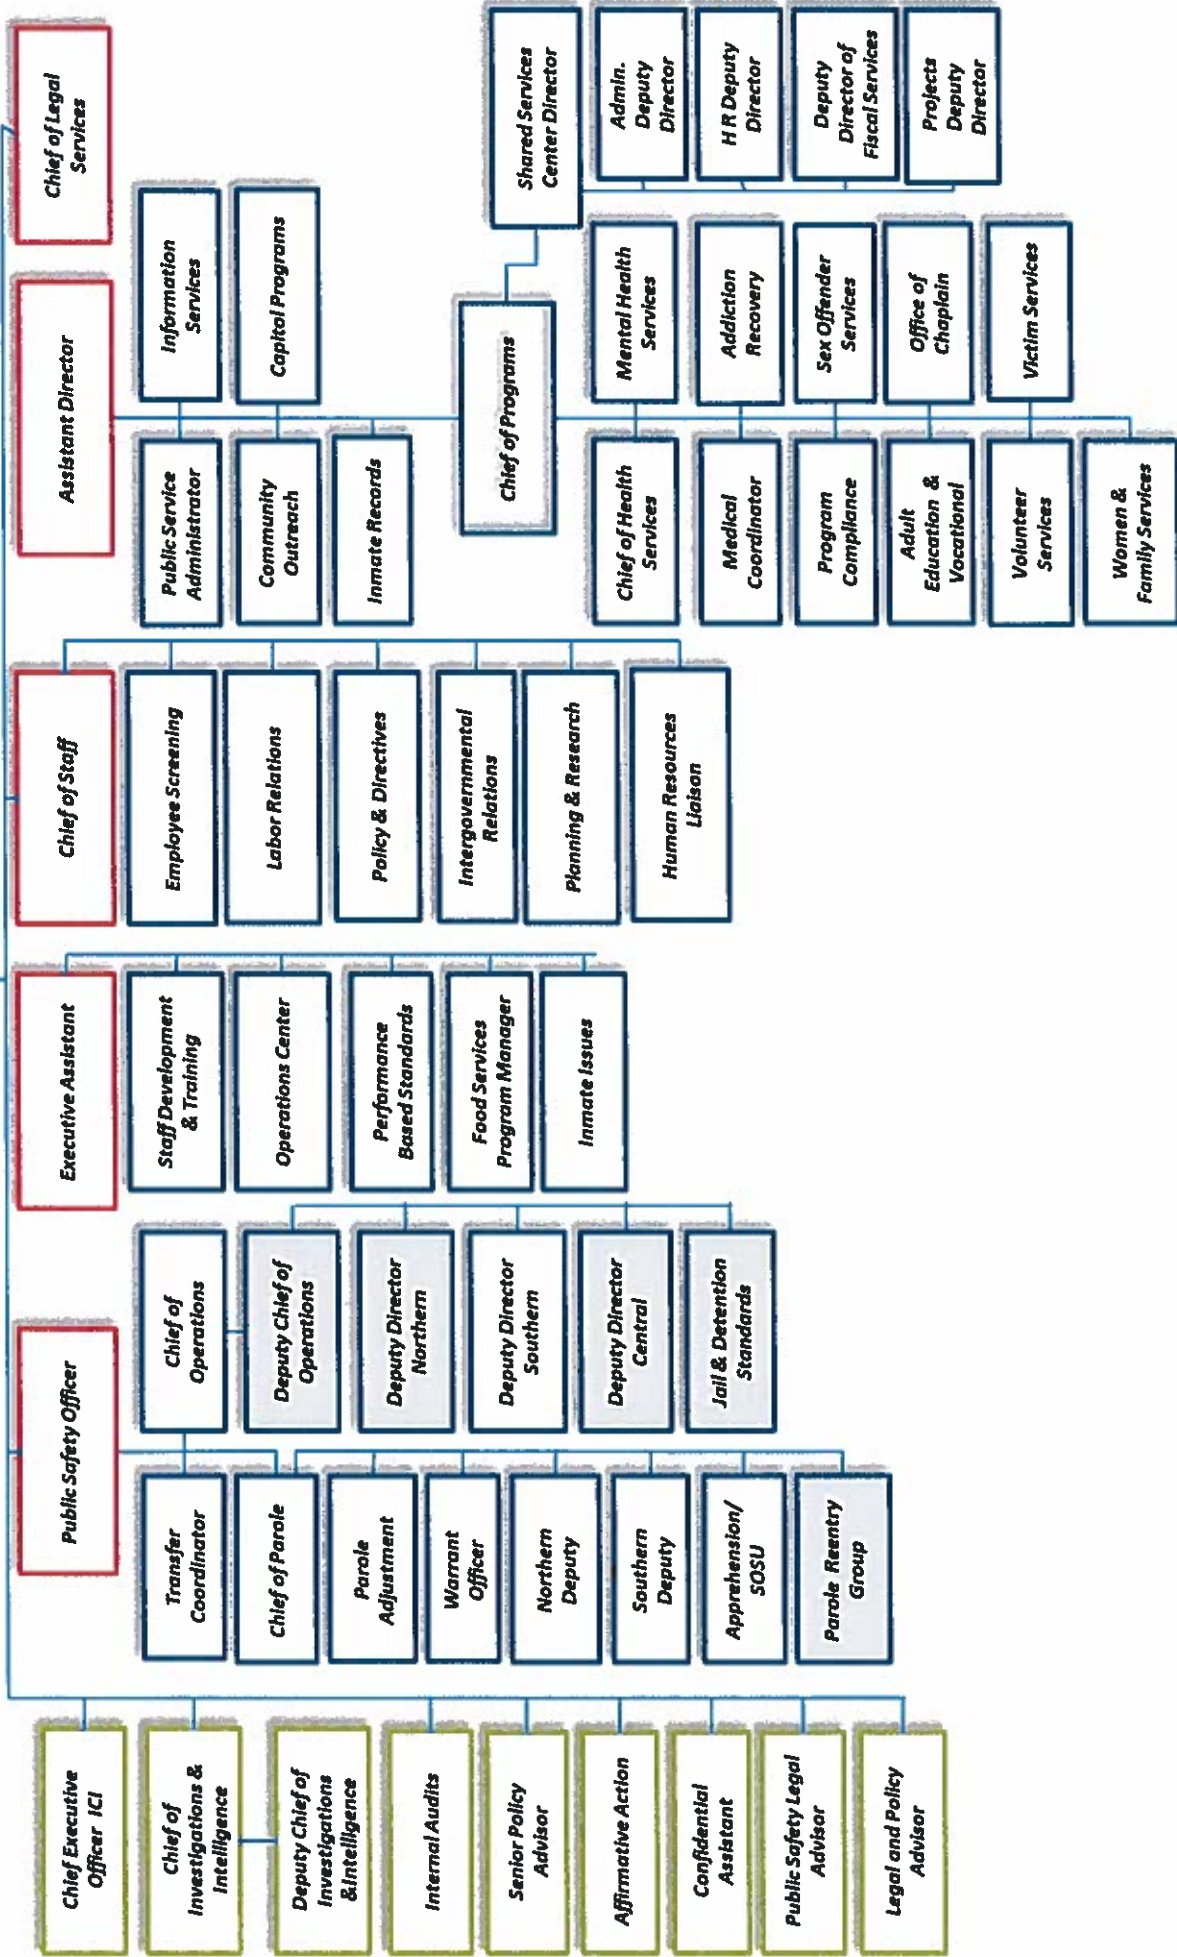 Chief Executive
Officer ICI
Chief of
Investigations &
Intelligence
Deputy Chief of
Investigations
&Intelligence
Internal Audits
Senior Policy
Advisor
Affirmative Action
Confidential
Assistant
Public Safety Legal
Advisor
Legal and Policy
Advisor
Public Safety Officer
Transfer
Coordinator
Chief of Parole
Parole
Adjustment
Warrant
Officer
Northern
Deputy
Southern
Deputy
Apprehension/
SOSU
Parole Reentry
Group
Chief of
Operations
Deputy Chief of
Operations
Deputy Director
Northern
Deputy Director
Southern
Deputy Director
Central
Jail & Detention
Standards
Executive Assistant
Staff Development
& Training
Operations Center
Performance
Based Standards
Food Services
Program Manager
Inmate Issues
Chief of Staff
Employee Screening
Labor Relations
Policy & Directives
Intergovernmental
Relations
Planning & Research
Human Resources
Liaison
Assistant Director
Public Service
Administrator
Community
Outreach
Inmate Records
Information
Services
Capitol Programs
Chief of Programs
Chief of Health
Services
Medical
Coordinator
Program
Compliance
Adult
Education &
Vocational
Volunteer
Services
Women &
Family Services
Mental Health
Services
Addiction
Recovery
Sex Offender
Services
Office of
Chaplain
Victim Services
Shared Services
Center Director
Admin.
Deputy
Director
H R Deputy
Director
Deputy
Director of
Fiscal Services
Projects
Deputy
Director
Chief of Legal
Services